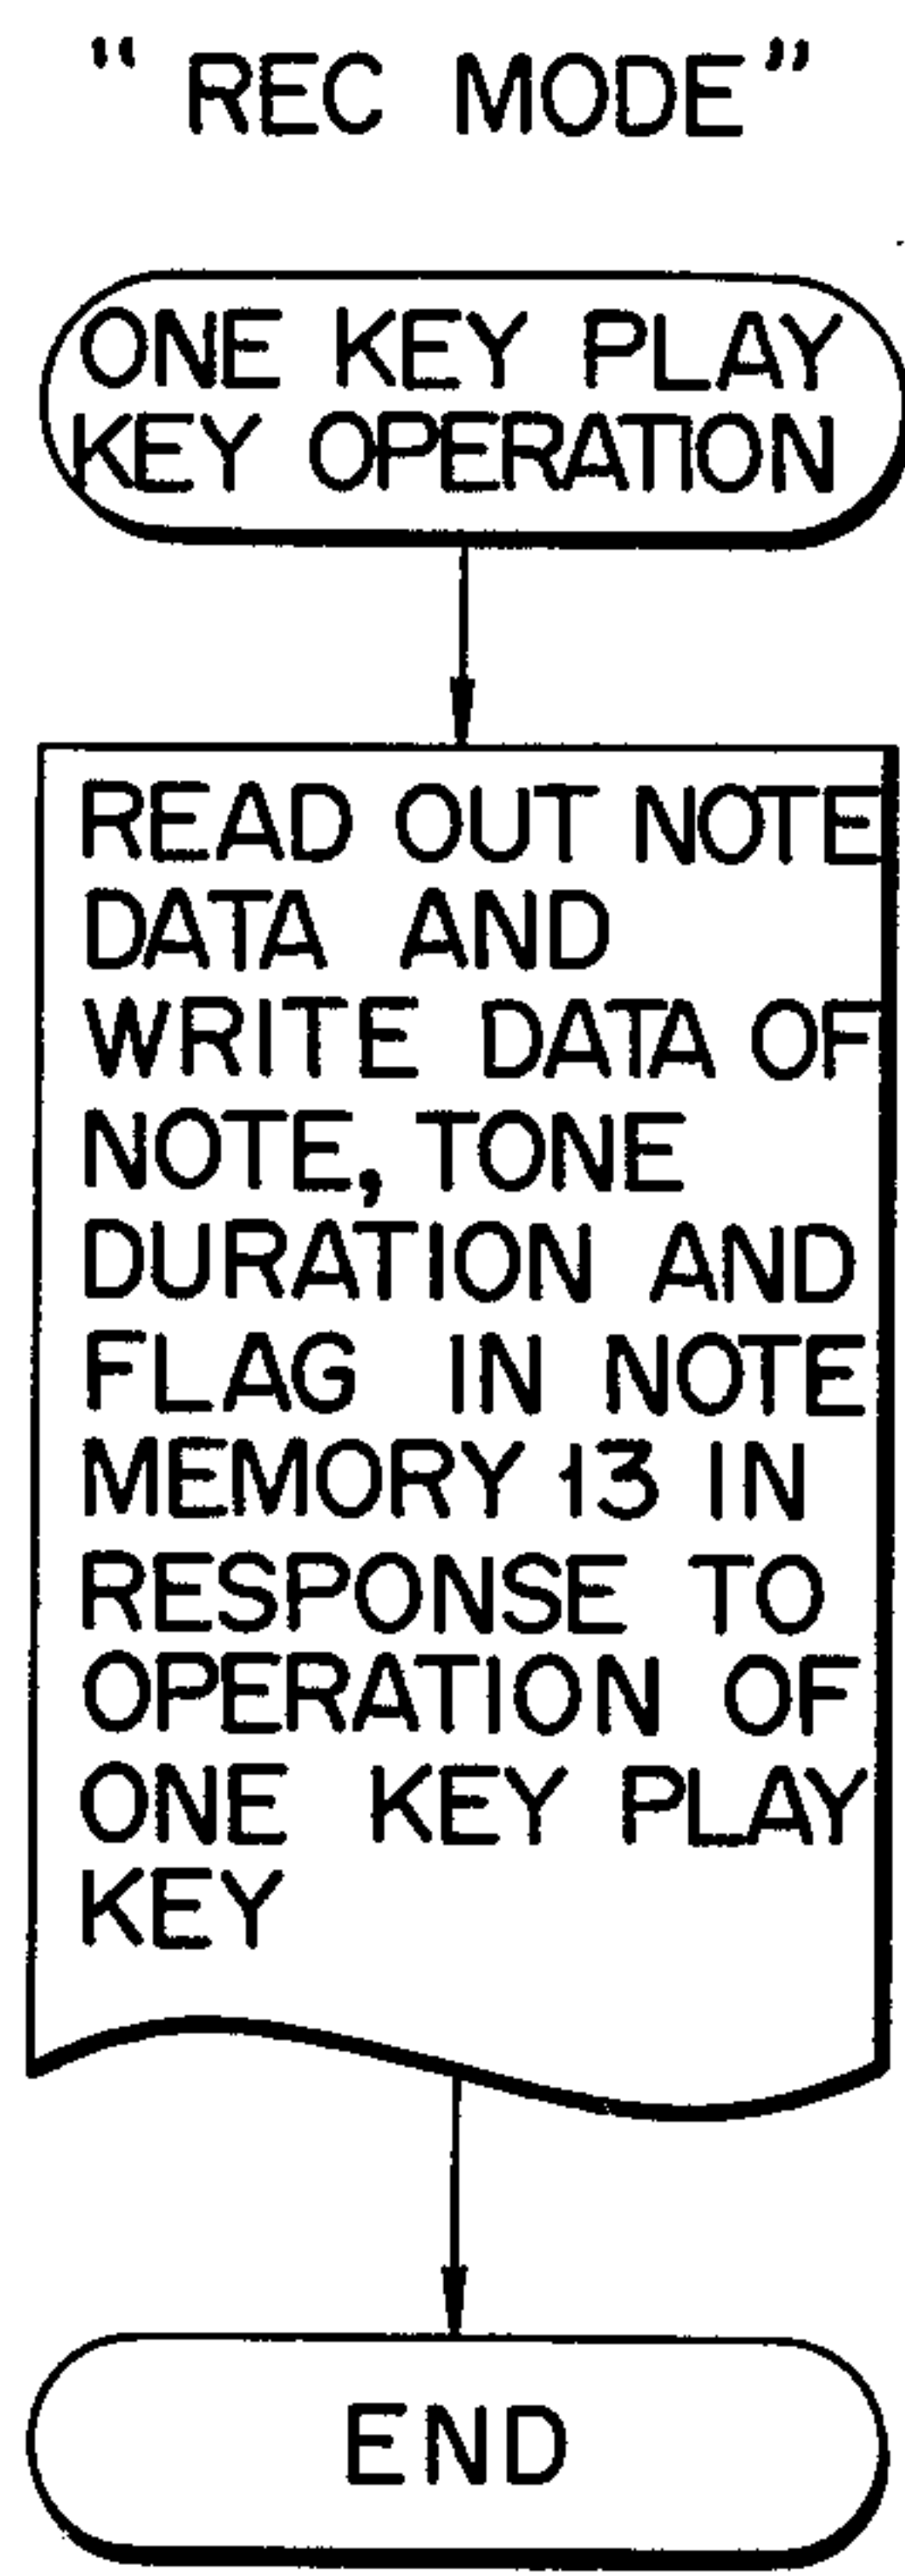 " REC MODE"
ONE KEY PLAY
KEY OPERATION
READ OUT NOTE
DATA AND
WRITE DATA OF
NOTE, TONE
DURATION AND
FLAG IN NOTE
MEMORY 13 IN
RESPONSE TO
OPERATION OF
ONE KEY PLAY
KEY
END